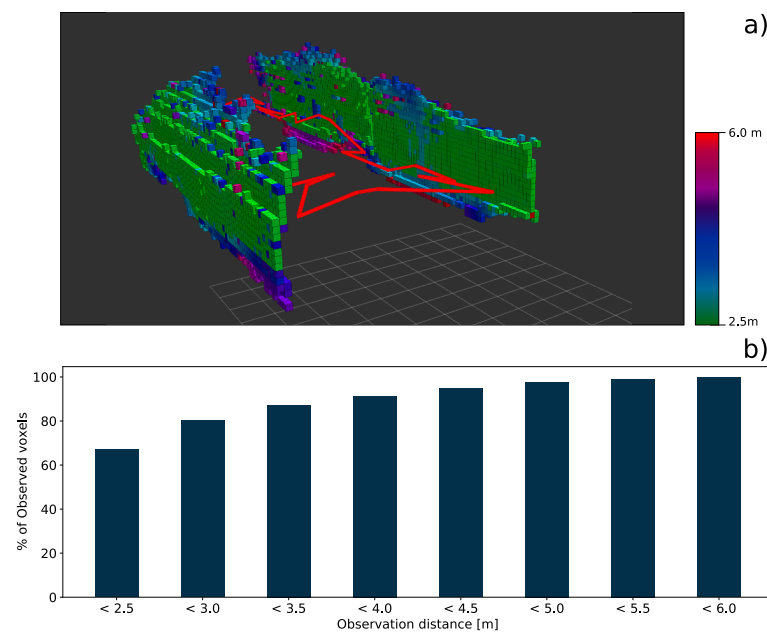 a)
6.0 m
2.5m
b)
% of Observed voxels
100
80
60
40
20
0
< 2.5 < 3.0 < 3.5 < 4.0 < 4.5 < 5.0 < 5.5 < 6.0
Observation distance [m]